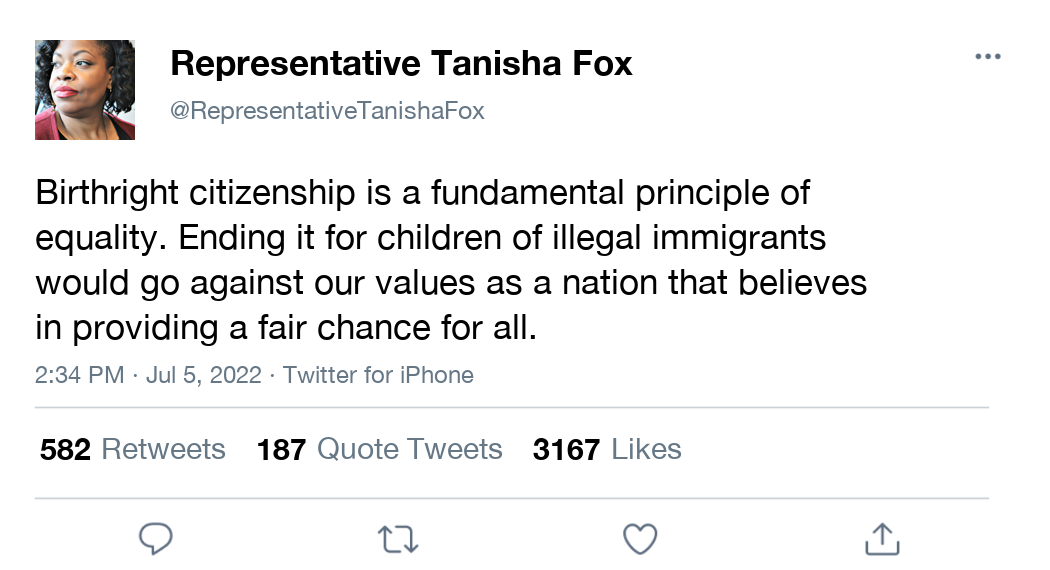 Representative Tanisha Fox
@RepresentativeTanishaFox
Birthright citizenship is a fundamental principle of
equality. Ending it for children of illegal immigrants
would go against our values as a nation that believes
in providing a fair chance for all.
2:34 PM · Jul 5, 2022 · Twitter for iPhone
582 Retweets 187 Quote Tweets 3167 Likes